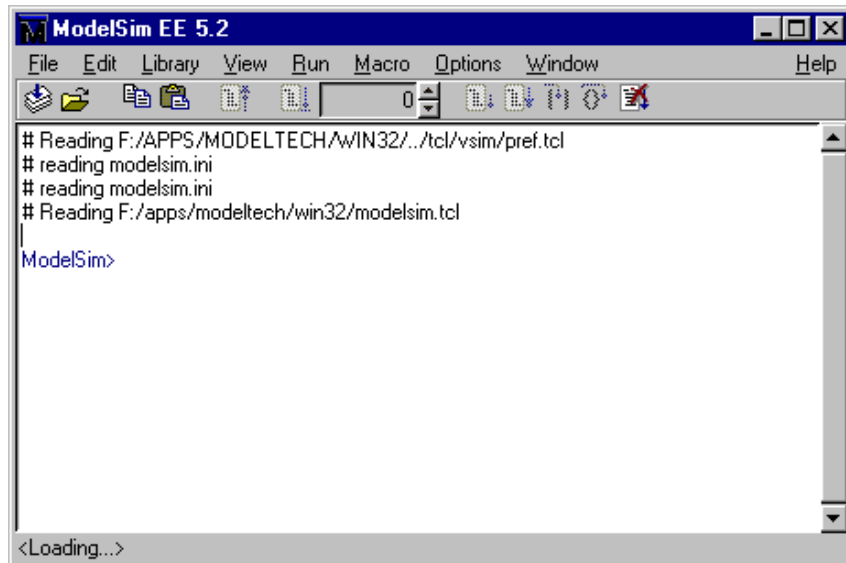 ModelSim EE 5.2
File Edit Library View Run Macro Options Window Help
0
# Reading F:/APPS/MODELTECH/WIN32/../tcl/vsim/pref.tcl
# reading modelsim.ini
# reading modelsim.ini
# Reading F:/apps/modeltech/win32/modelsim.tcl
ModelSim>
<Loading...>